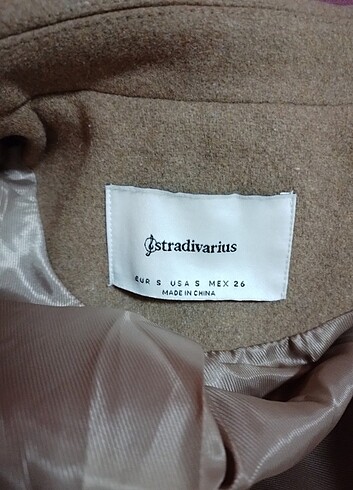 stradivarius
EUR S USA S MEX 26
MADE IN CHINA